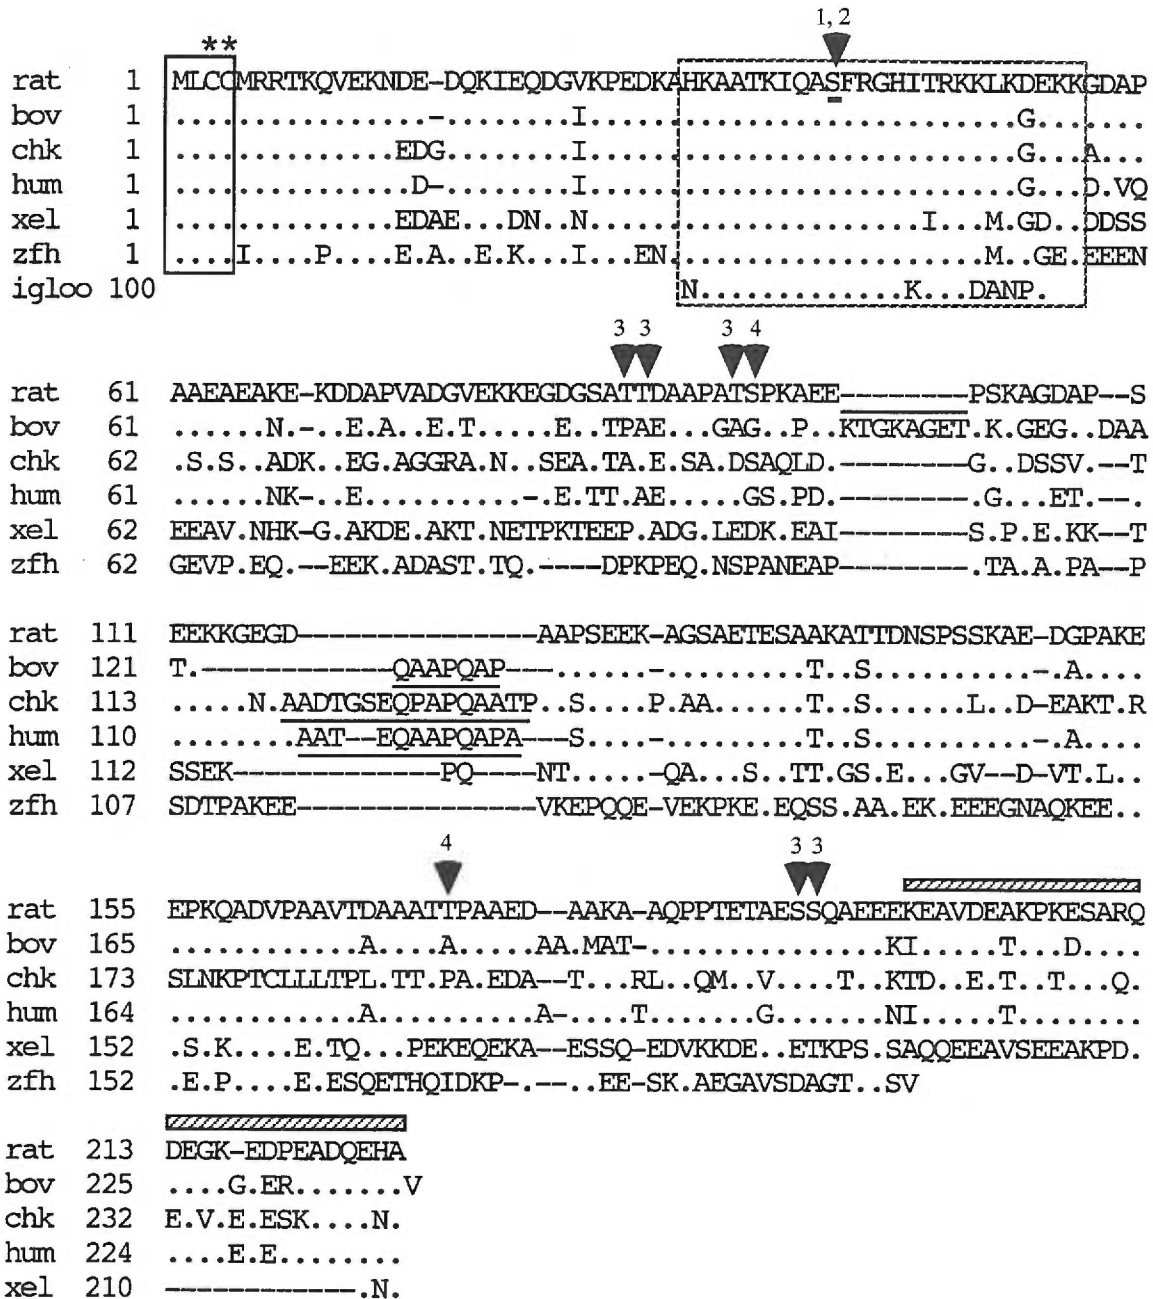 1, 2
**
rat 1 MLCCMRRTKQVEKNDE-DQKIEQDGVKPEDKAHKAATKIQASFRGHITRKKLKDEKKGDAP
bov 1 ................-........I...........................G.......
chk 1 ..............EDG........I...........................G...A...
hum 1 ...............D-........I...........................G...D.VQ
xel 1 ..............EDAE...DN..N.....................I...M.GD..DDSS
zfh 1 ....I....P....E.A..E.K...I...EN....................M..GE.EEEN
igloo 100 N.............K...DANP.
3 3 3 4
rat 61 AAEAEAKE-KDDAPVADGVEKKEGDGSATTDAAPATSPKAEE--------PSKAGDAP--S
bov 61 ......N.-..E.A..E.T.....E..TPAE...GAG..P..KTGKAGET.K.GEG..DAA
chk 62 .S.S..ADK..EG.AGGRA.N..SEA.TA.E.SA.DSAQLD.--------G..DSSV.--T
hum 61 ......NK-..E..........-.E.TT.AE.....GS.PD.--------.G...ET.--.
xel 62 EEAV.NHK-G.AKDE.AKT.NETPKTEEP.ADG.LEDK.EAI--------S.P.E.KK--T
zfh 62 GEVP.EQ.--EEK.ADAST.TQ.----DPKPEQ.NSPANEAP--------.TA.A.PA--P
rat 111 EEKKGEGD---------------AAPSEEK-AGSAETESAAKATTDNSPSSKAE-DGPAKE
bov 121 T.------------QAAPQAP---......-.........T..S..........-.A....
chk 113 .....N.AADTGSEQPAPQAATP..S....P.AA......T..S......L..D-EAKT.R
hum 110 ........AAT--EQAAPQAPA---S....-.........T..S..........-.A....
xel 112 SSEK-------------PQ----NT......-QA...S..TT.GS.E...GV--D-VT.L..
zfh 107 SDTPAKEE---------------VKEPQQE-VEKPKE.EQSS.AA.EK.EEEGNAQKEE..
4 3 3
rat 155 EPKQADVPAAVTDAAATTPAAED--AAKA-AQPPTETAESSQAEEEKEAVDEAKPKESARQ
bov 165 ............A....A.....AA.MAT-...............KI.....T...D....
chk 173 SLNKPTCLLLTPL.TT.PA.EDA--T...RL..QM..V....T..KTD..E.T..T...Q.
hum 164 ............A..........A-....T.......G.......NI.....T........
xel 152 .S.K....E.TQ...PEKEQEKA--ESSQ-EDVKKDE..ETKPS.SAQQEEAVSEEAKPD.
zfh 152 .E.P....E.ESQETHQIDKP-.--..EE-SK.AEGAVSDAGT..SV
rat 213 DEGK-EDPEADQEHA
bov 225 ....G.ER.......V
chk 232 E.V.E.ESK....N.
hum 224 ....E.E........
xel 210 ------------.N.